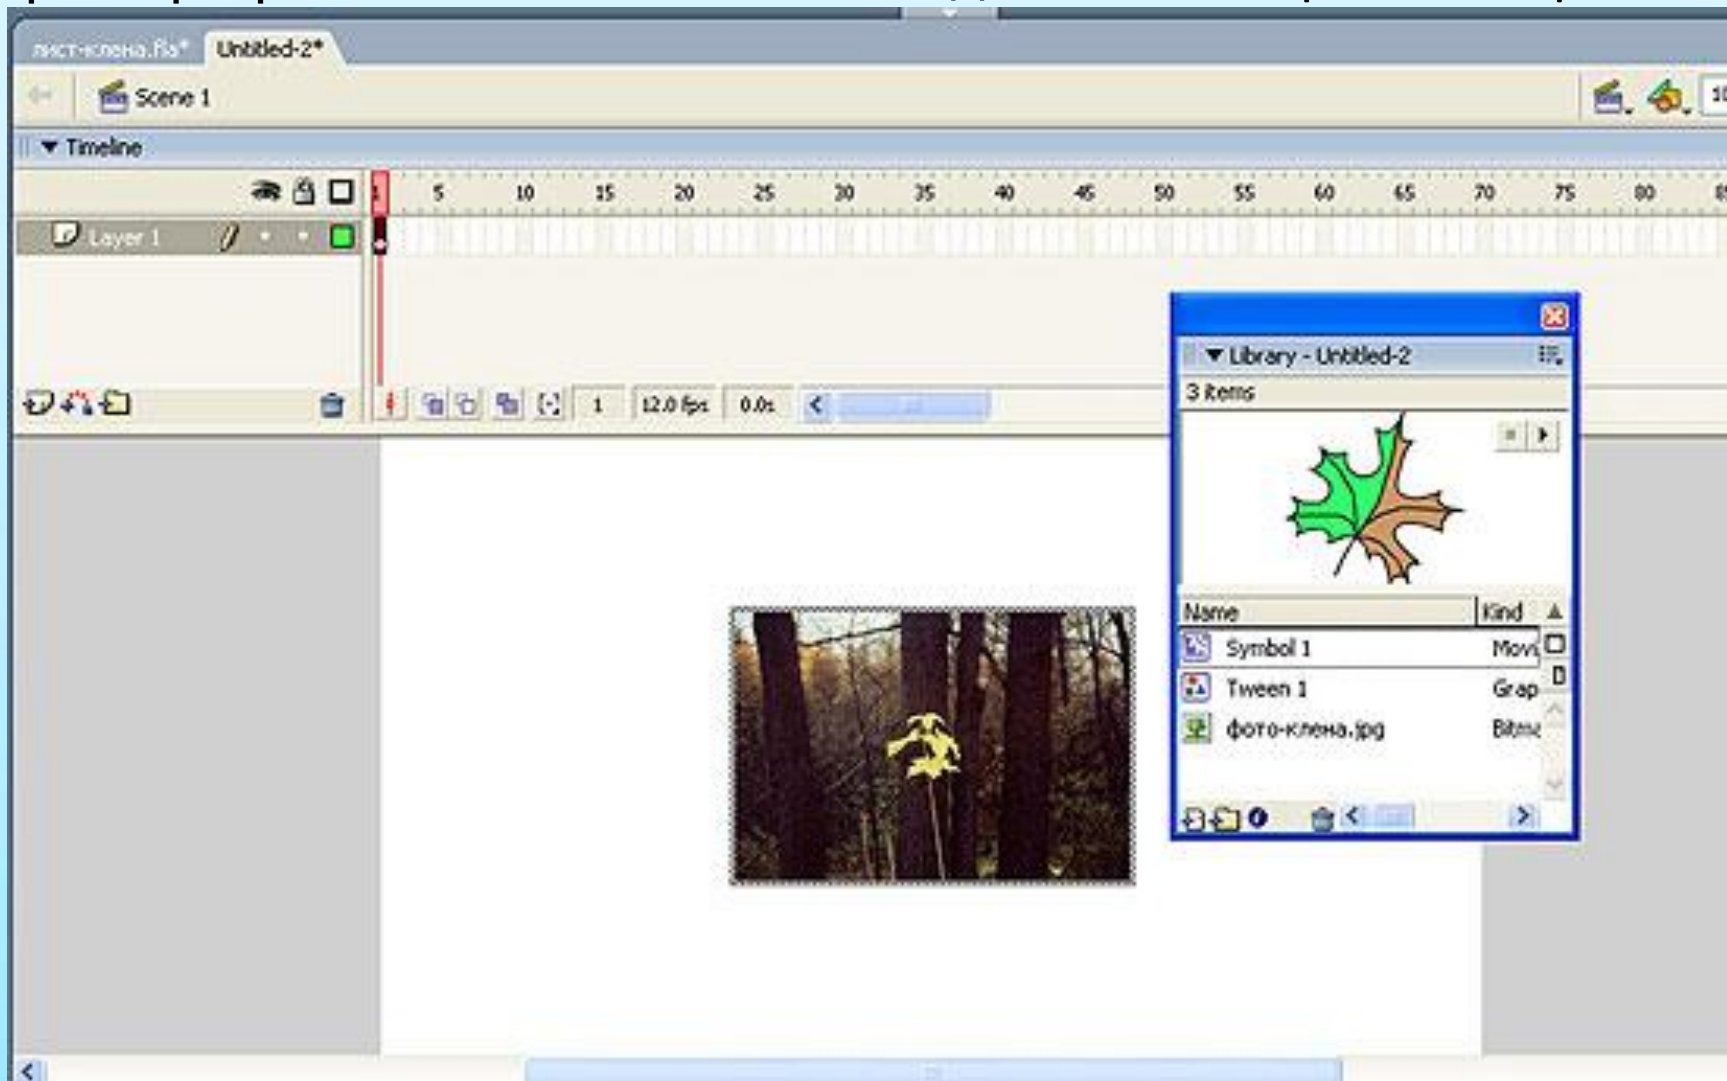 лист-клена.fla* Untitled-2*
Scene 1
Timeline
1 5 10 15 20 25 30 35 40 45 50 55 60 65 70 75 80
Layer 1
1 12.0 fps 0.0s
Library - Untitled-2
3 items
Name Kind
Symbol 1 Movi
Tween 1 Grap
фото-клена.jpg Bitma